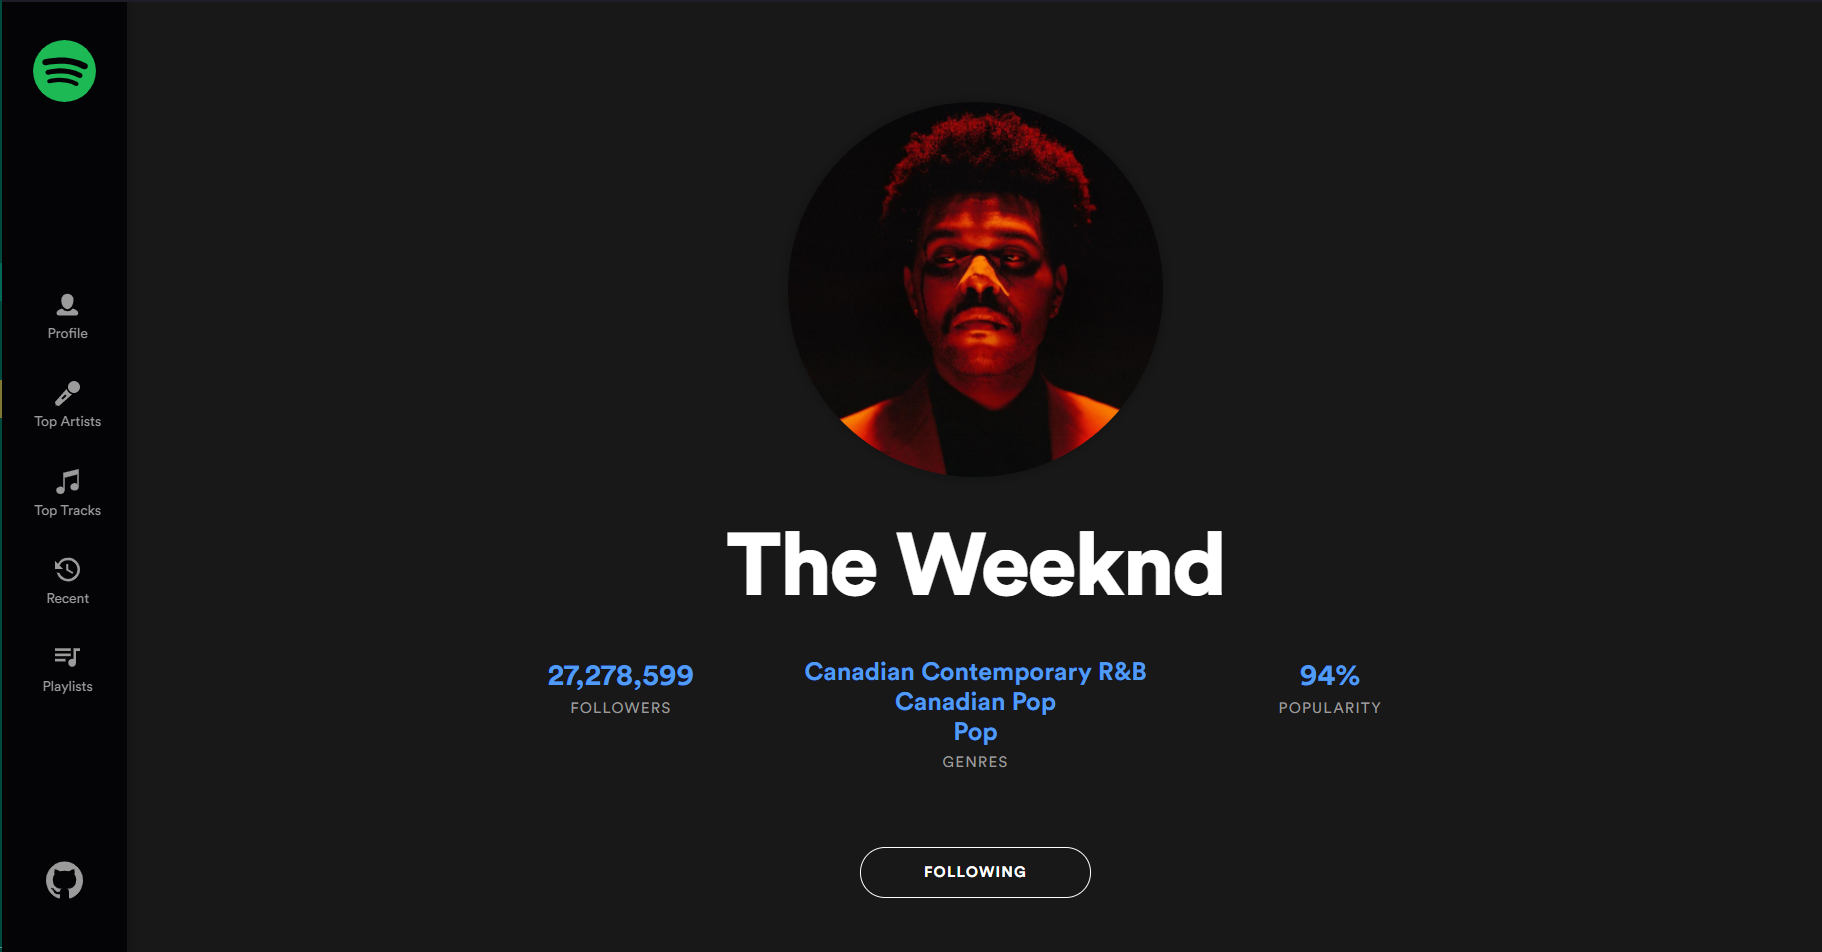 Profile
Top Artists
Top Tracks
Recent
Playlists
The Weeknd
27,278,599
FOLLOWERS
Canadian Contemporary R&B
Canadian Pop
Pop
GENRES
94%
POPULARITY
FOLLOWING